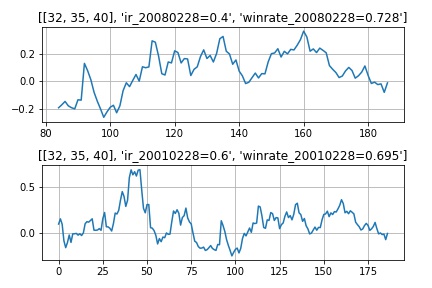 [[32, 35, 40], 'ir_20080228=0.4', 'winrate_20080228=0.728']
0.2
0.0
−0.2
80 100 120 140 160 180
[[32, 35, 40], 'ir_20010228=0.6', 'winrate_20010228=0.695']
0.5
0.0
0 25 50 75 100 125 150 175